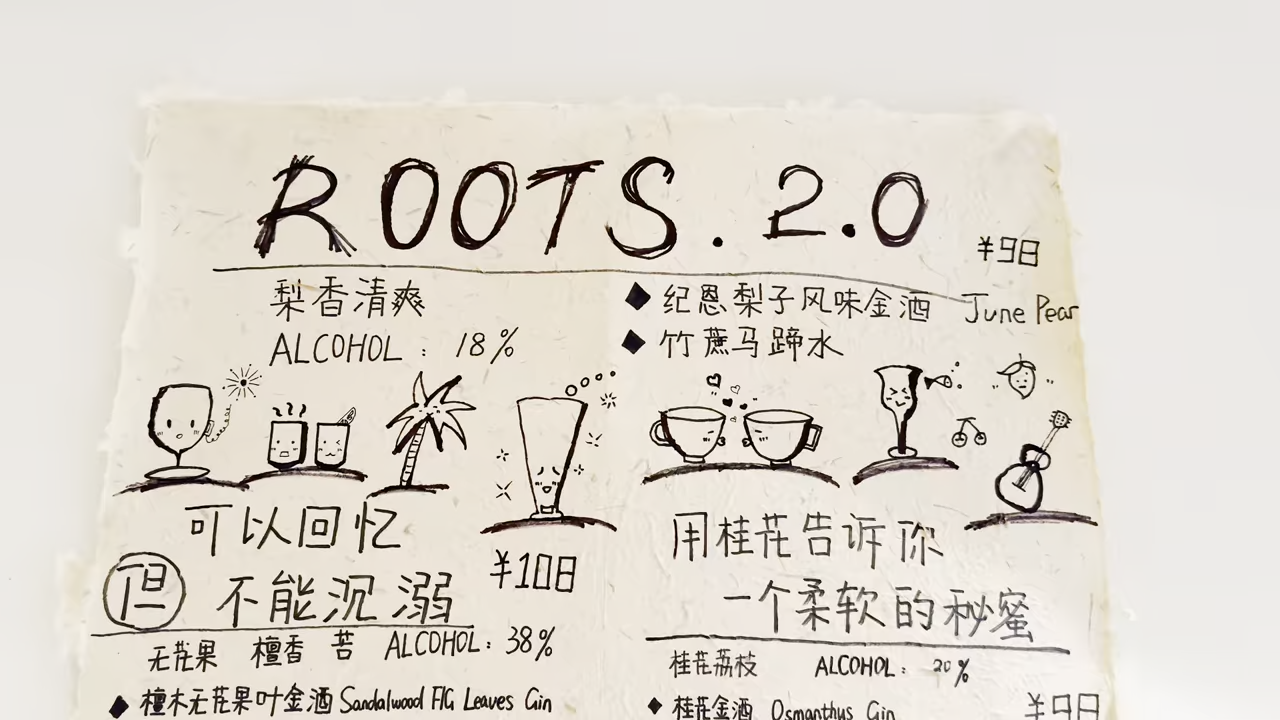 ROOTS. 2.0
¥98
梨香清爽
ALCOHOL : 18%
◆ 纪恩梨子风味金酒 June Pear
◆ 竹蔗马蹄水
可以回忆
但 不能沉溺 ¥108
无花果 檀香 苦 ALCOHOL: 38%
◆ 檀木无花果叶金酒 Sandalwood FIG Leaves Gin
用桂花告诉你
一个柔软的秘蜜
桂花荔枝 ALCOHOL: 20%
¥98
◆ 桂花金酒 Osmanthus Gin